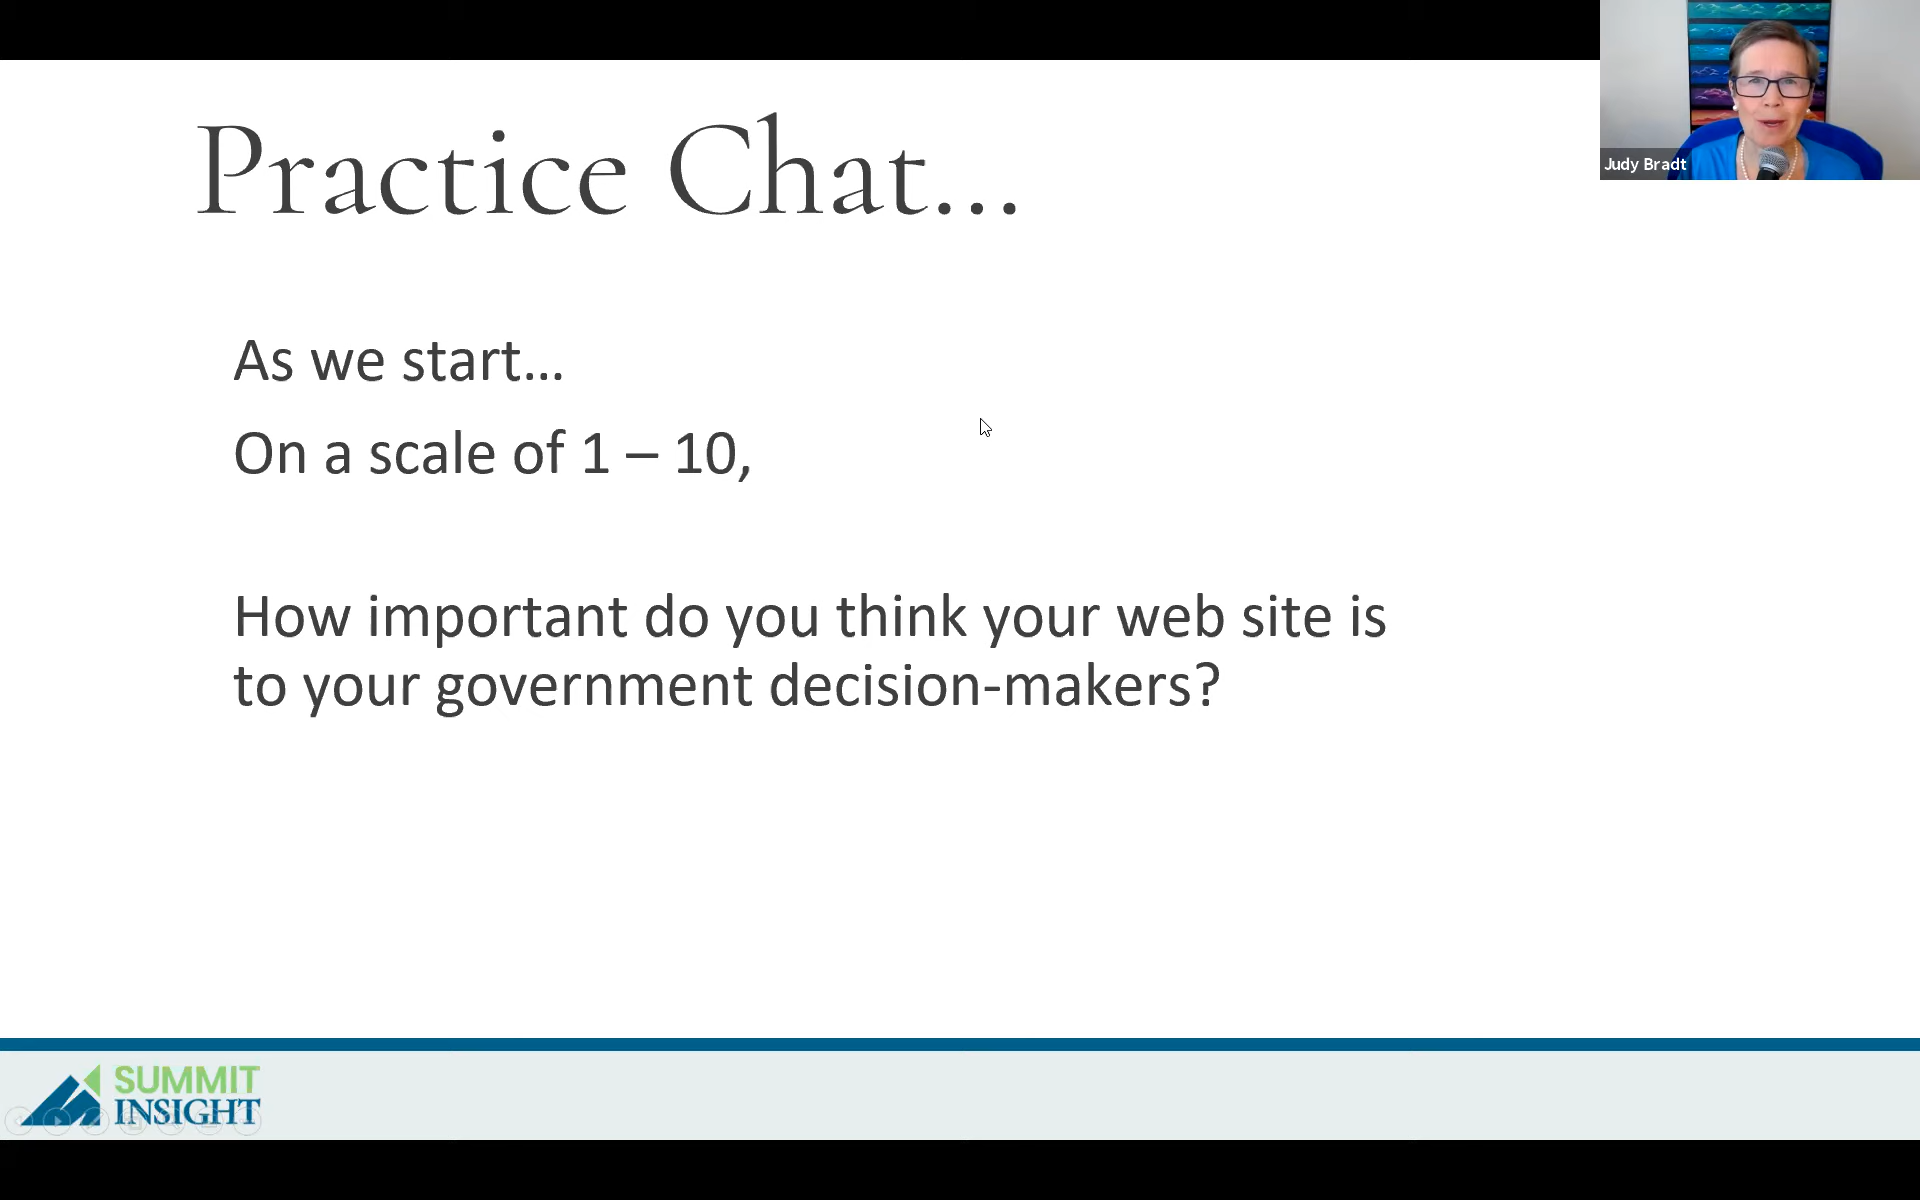 Practice Chat...
Judy Bradt
As we start...
On a scale of 1 – 10,
How important do you think your web site is
to your government decision-makers?
SUMMIT
INSIGHT